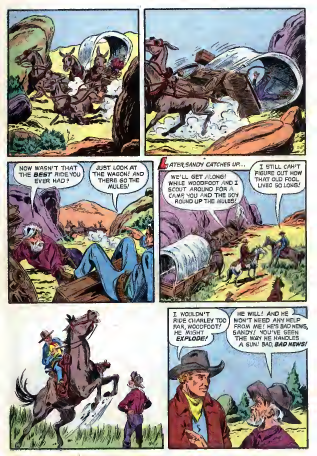 NOW WASN'T THAT
THE BEST RIDE YOU
EVER HAD?
JUST LOOK AT
THE WAGON! AND
THERE GO THE
MULES!
LATER, SANDY CATCHES UP...
WE'LL GET ALONG!
WHILE WOODFOOT AND I
SCOUT AROUND FOR A
CAMP, YOU AND THE BOY
ROUND UP THE MULES!
I STILL CAN'T
FIGURE OUT HOW
THAT OLD FOOL
LIVED SO LONG!
I WOULDN'T
RIDE CHARLEY TOO
FAR, WOODFOOT!
HE MIGHT
EXPLODE!
HE WILL! AND HE
WON'T NEED ANY HELP
FROM ME! HE'S BAD NEWS,
SANDY! YOU'VE SEEN
THE WAY HE HANDLES
A GUN! BAD, BAD NEWS!